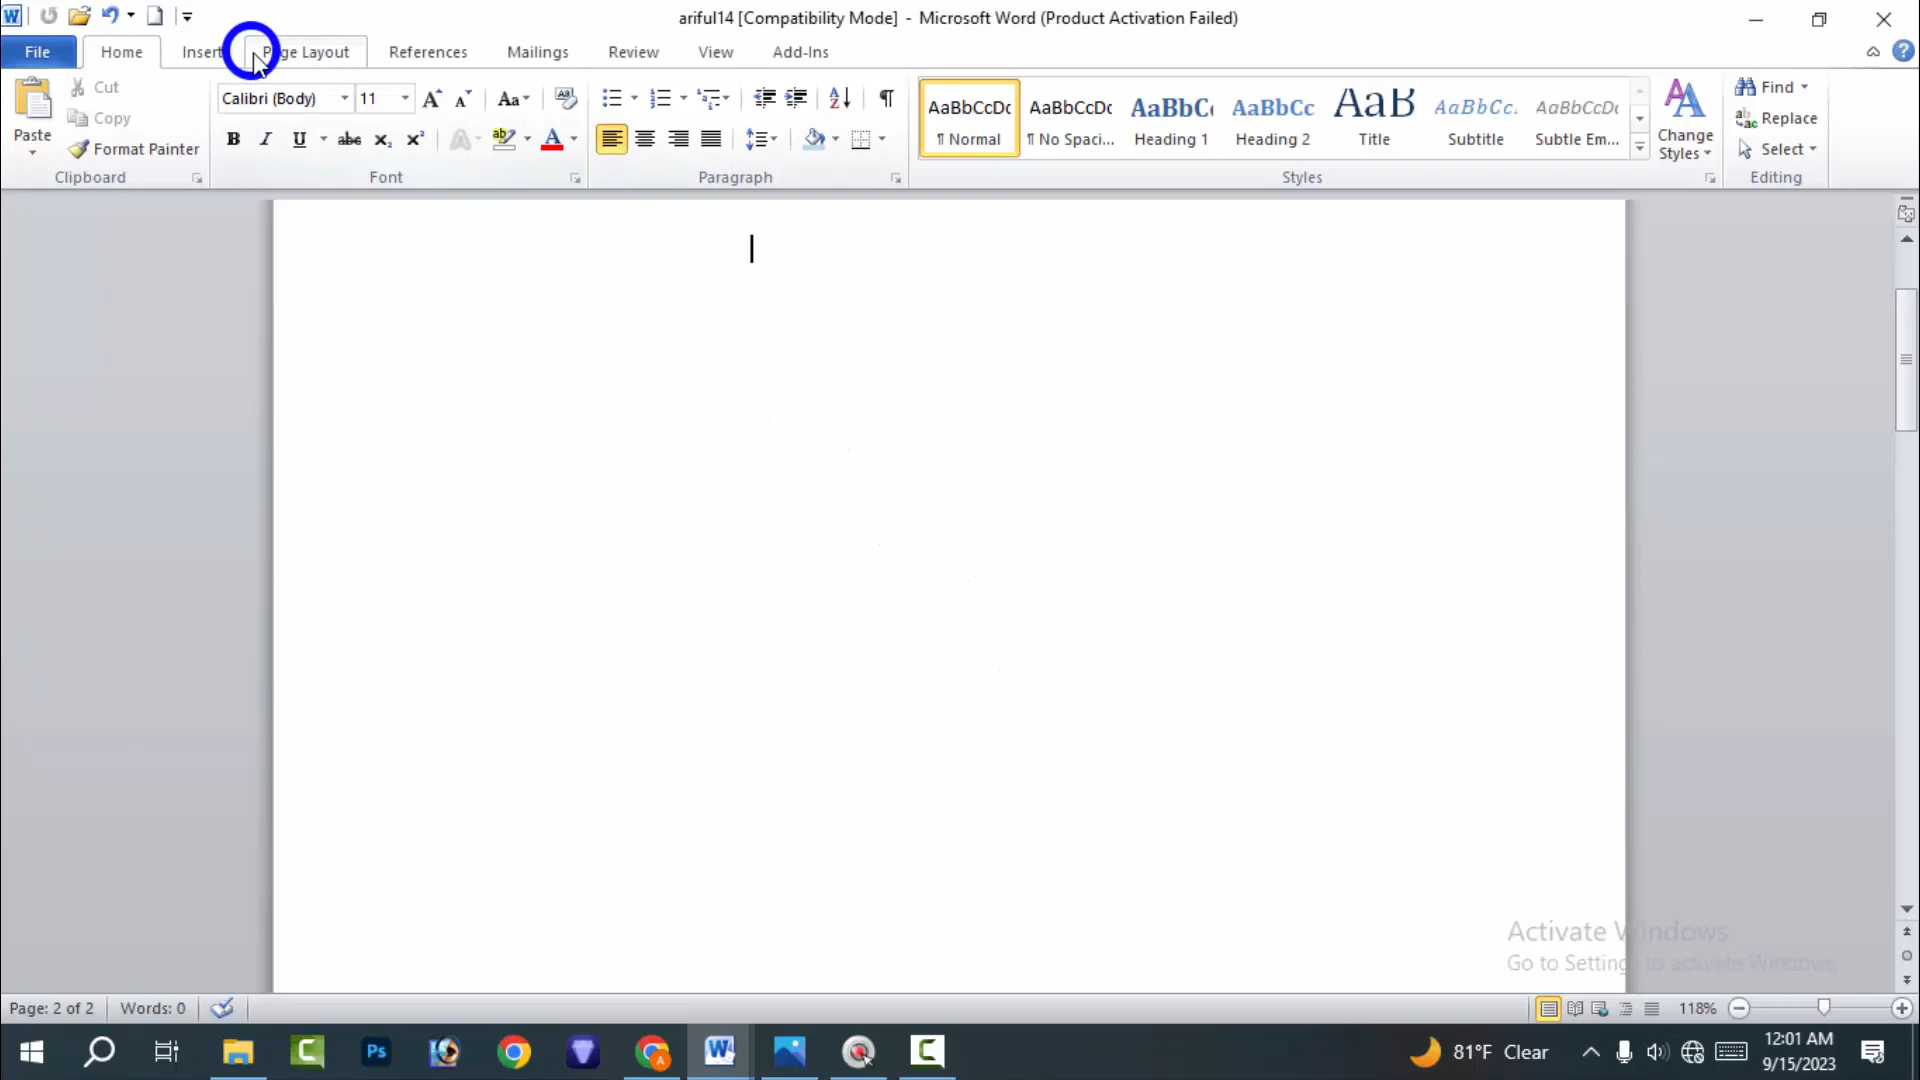 ariful14 [Compatibility Mode] - Microsoft Word (Product Activation Failed)
File Home Insert Page Layout References Mailings Review View Add-Ins
Paste
Cut
Copy
Format Painter
Clipboard
Calibri (Body) 11
Font
Paragraph
AaBbCcDc AaBbCcDc AaBbC AaBbCc AaB AaBbCc. AaBbCcDc
¶ Normal ¶ No Spaci... Heading 1 Heading 2 Title Subtitle Subtle Em...
Styles
Change
Styles
Find
Replace
Select
Editing
Activate Windows
Go to Settings to activate Windows.
Page: 2 of 2 Words: 0
118%
Ps
81°F Clear
12:01 AM
9/15/2023